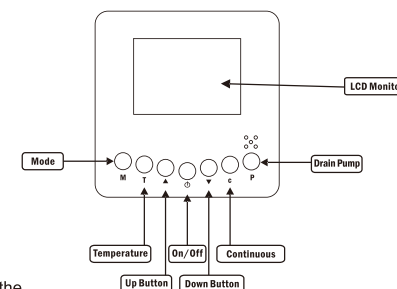 LCD Monito
Mode
Drain Pump
M T ▲ ▼ c P
Temperature
On/Off
Continuous
Up Button
Down Button
the